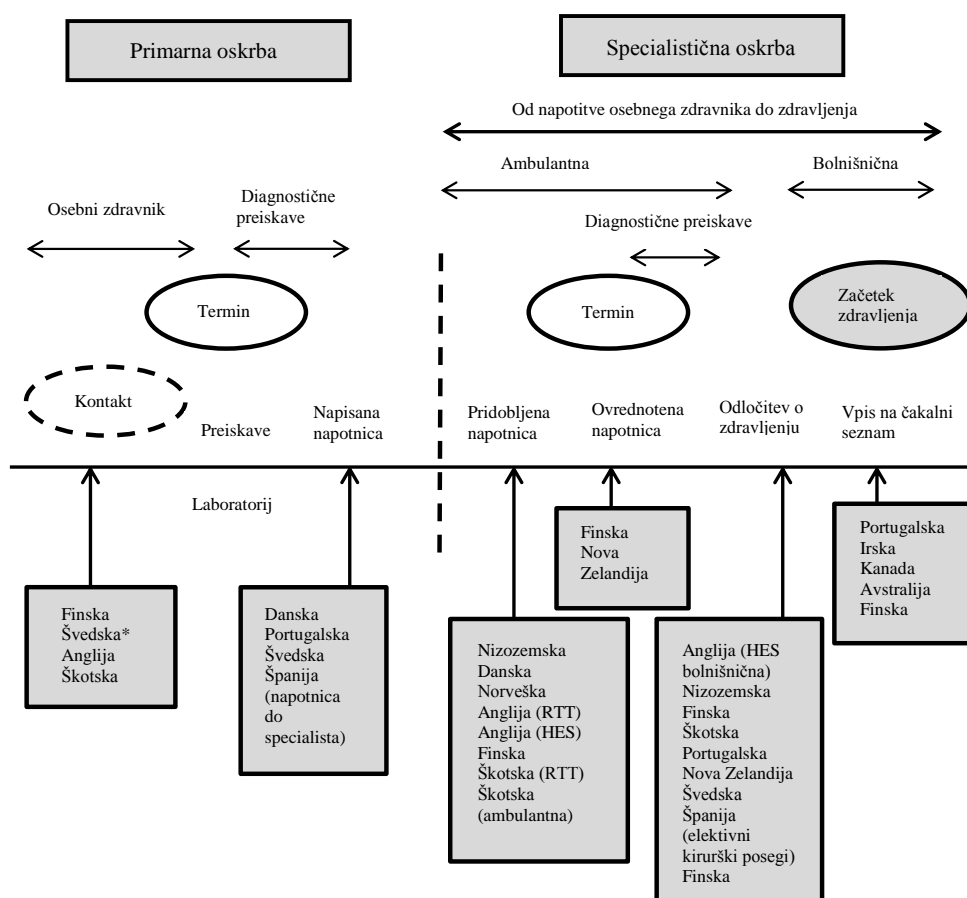 Primarna oskrba
Specialistična oskrba
Od napotitve osebnega zdravnika do zdravljenja
Ambulantna
Bolnišnična
Osebni zdravnik
Diagnostične
preiskave
Diagnostične preiskave
Termin
Termin
Začetek
zdravljenja
Kontakt
Preiskave
Napisana
napotnica
Pridobljena
napotnica
Ovrednotena
napotnica
Odločitev o
zdravljenju
Vpis na čakalni
seznam
Laboratorij
Finska
Švedska*
Anglija
Škotska
Danska
Portugalska
Švedska
Španija
(napotnica
do
specialista)
Nizozemska
Danska
Norveška
Anglija (RTT)
Anglija (HES)
Finska
Škotska (RTT)
Škotska
(ambulantna)
Finska
Nova
Zelandija
Anglija (HES
bolnišnična)
Nizozemska
Finska
Škotska
Portugalska
Nova Zelandija
Švedska
Španija
(elektivni
kirurški posegi)
Finska
Portugalska
Irska
Kanada
Avstralija
Finska